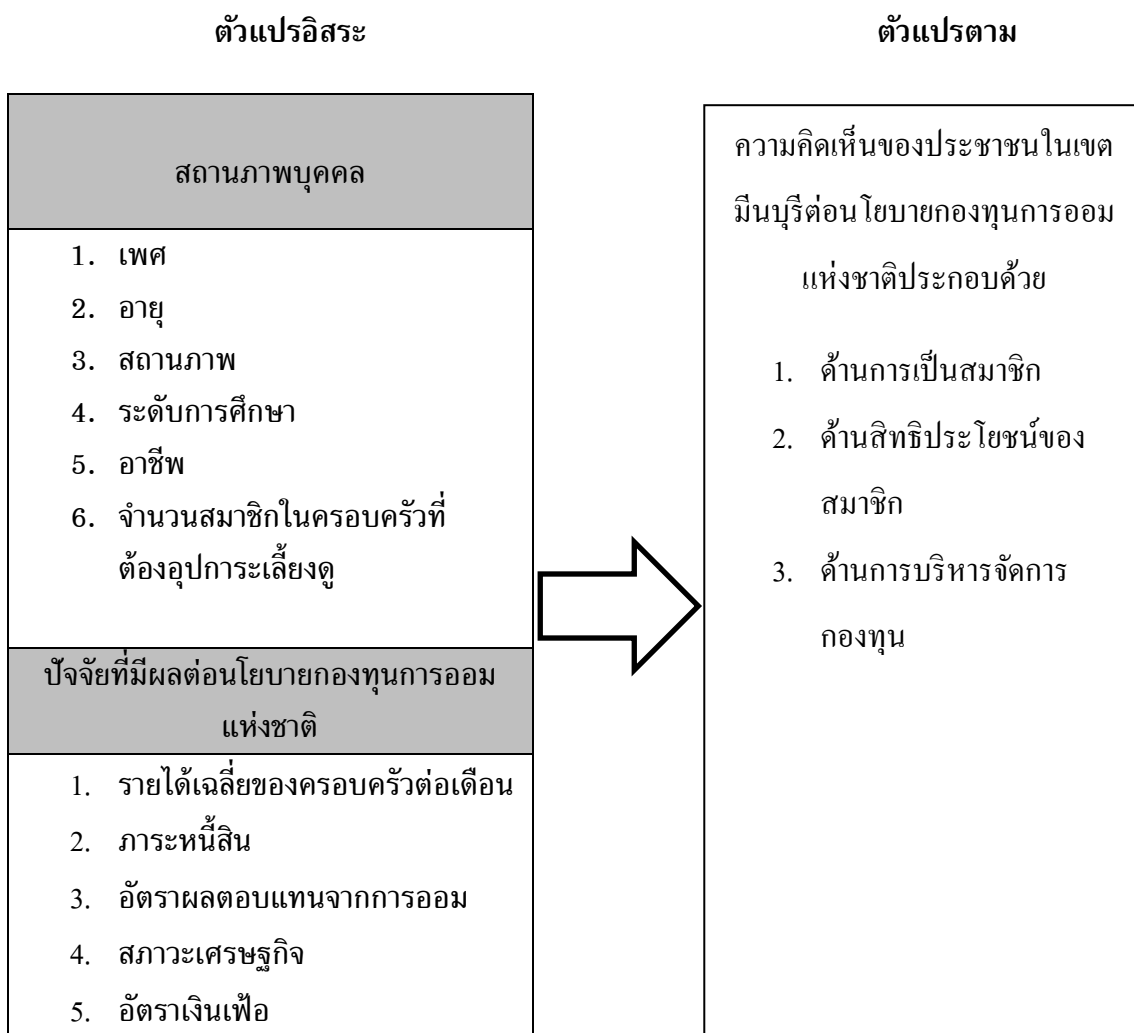 ตัวแปรอิสระ
ตัวแปรตาม
สถานภาพบุคคล
1. เพศ
2. อายุ
3. สถานภาพ
4. ระดับการศึกษา
5. อาชีพ
6. จำนวนสมาชิกในครอบครัวที่
ต้องอุปการะเลี้ยงดู
ปัจจัยที่มีผลต่อนโยบายกองทุนการออม
แห่งชาติ
1. รายได้เฉลี่ยของครอบครัวต่อเดือน
2. ภาระหนี้สิน
3. อัตราผลตอบแทนจากการออม
4. สภาวะเศรษฐกิจ
5. อัตราเงินเฟ้อ
ความคิดเห็นของประชาชนในเขต
มีนบุรีต่อนโยบายกองทุนการออม
แห่งชาติประกอบด้วย
1. ด้านการเป็นสมาชิก
2. ด้านสิทธิประโยชน์ของ
สมาชิก
3. ด้านการบริหารจัดการ
กองทุน